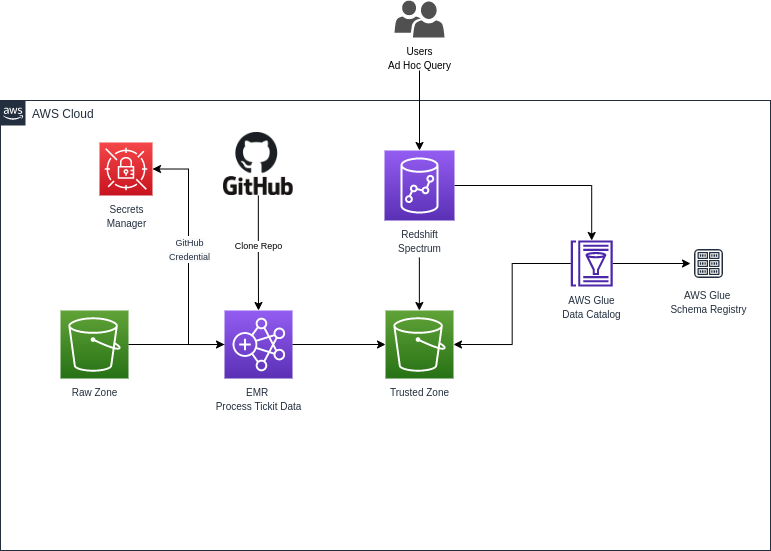 Users
Ad Hoc Query
aws
AWS Cloud
GitHub
Secrets
Manager
Redshift
Spectrum
GitHub
Credential
Clone Repo
AWS Glue
Data Catalog
AWS Glue
Schema Registry
Raw Zone
EMR
Process Tickit Data
Trusted Zone